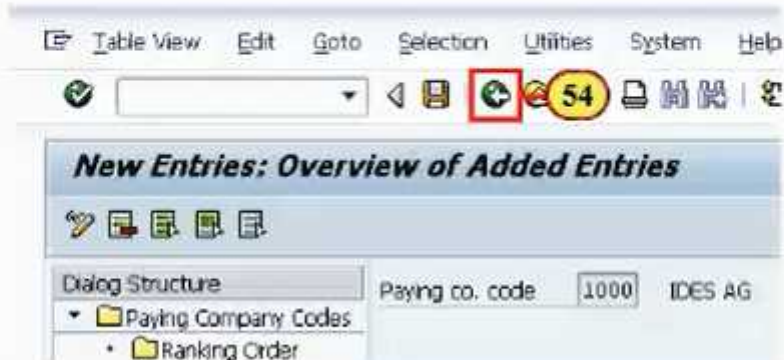 Table View Edit Goto Selection Utilities System Help
54
New Entries: Overview of Added Entries
Dialog Structure
Paying co. code 1000 IDES AG
Paying Company Codes
Ranking Order